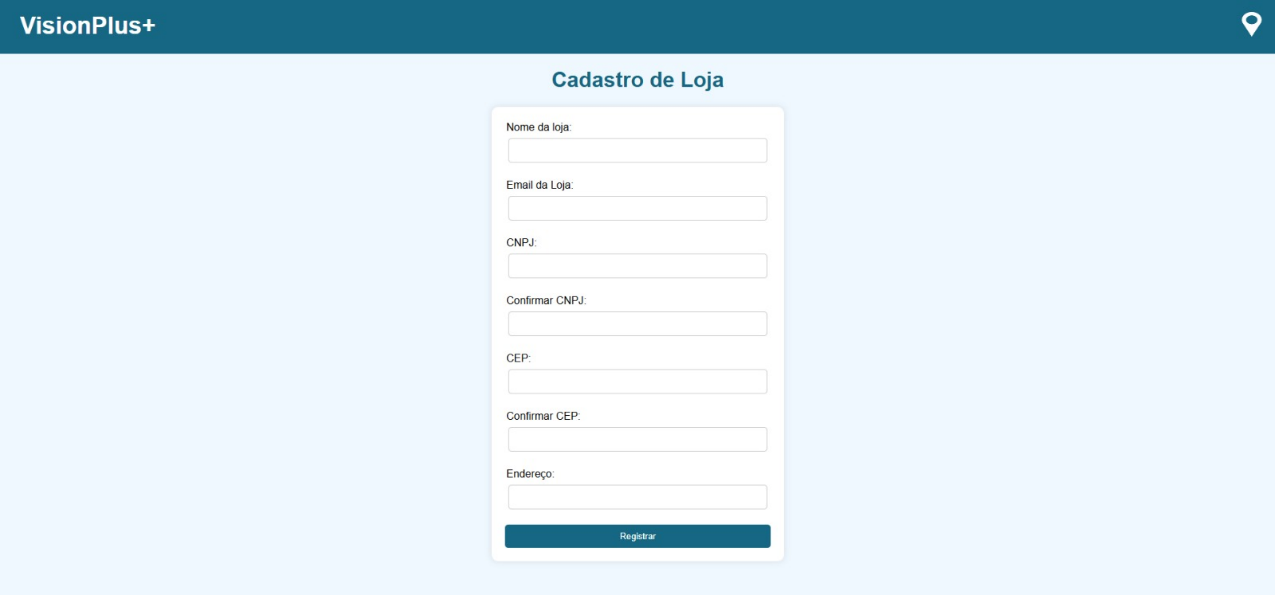 VisionPlus+
Cadastro de Loja
Nome da loja:
Email da Loja:
CNPJ:
Confirmar CNPJ:
CEP:
Confirmar CEP:
Endereço:
Registrar